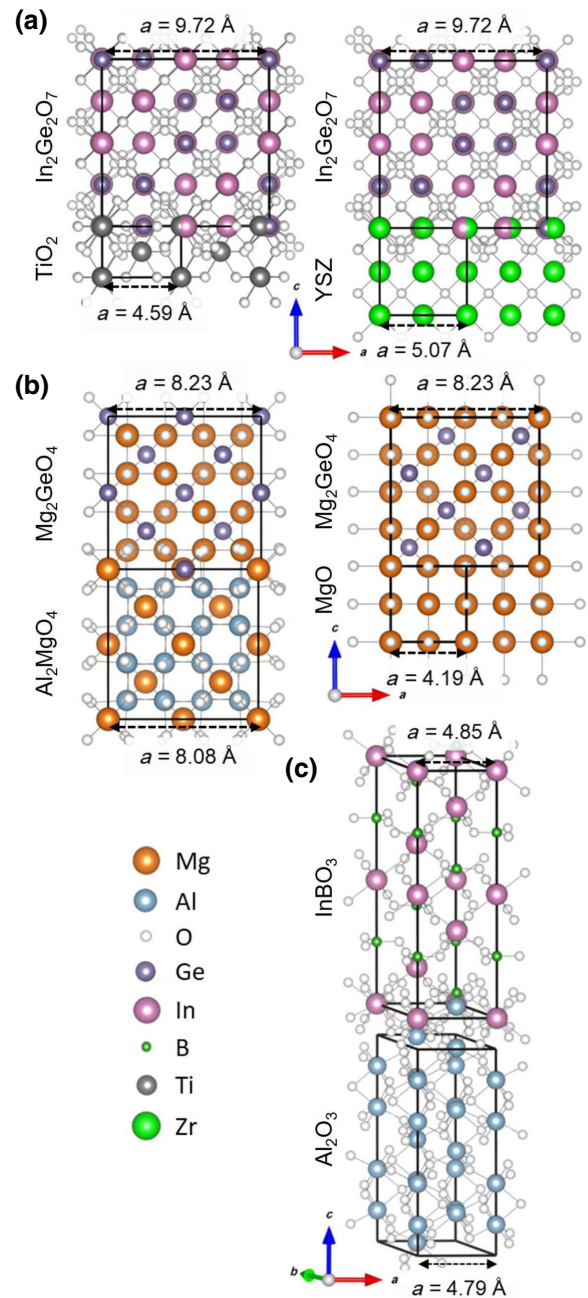 (a)
a = 9.72 Å
a = 9.72 Å
In₂Ge₂O₇
In₂Ge₂O₇
TiO₂
YSZ
a = 4.59 Å
c
a
a = 5.07 Å
(b)
a = 8.23 Å
a = 8.23 Å
Mg₂GeO₄
Mg₂GeO₄
Al₂MgO₄
MgO
c
a
a = 4.19 Å
a = 8.08 Å
a = 4.85 Å
(c)
InBO₃
Mg
Al
O
Ge
In
B
Ti
Zr
Al₂O₃
c
b
a
a = 4.79 Å